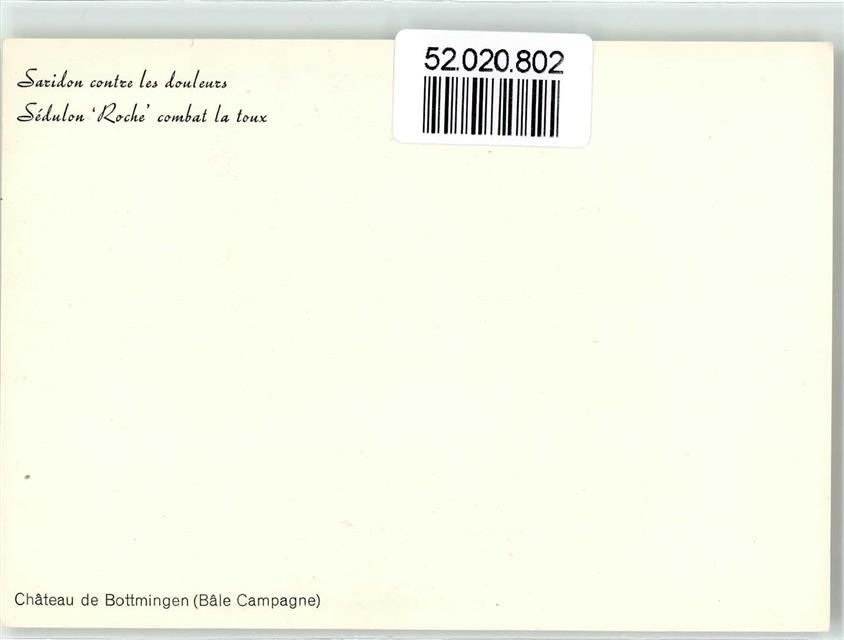 52.020.802
Saridon contre les douleurs
Sédulon ‘Roche’ combat la toux
Château de Bottmingen (Bâle Campagne)